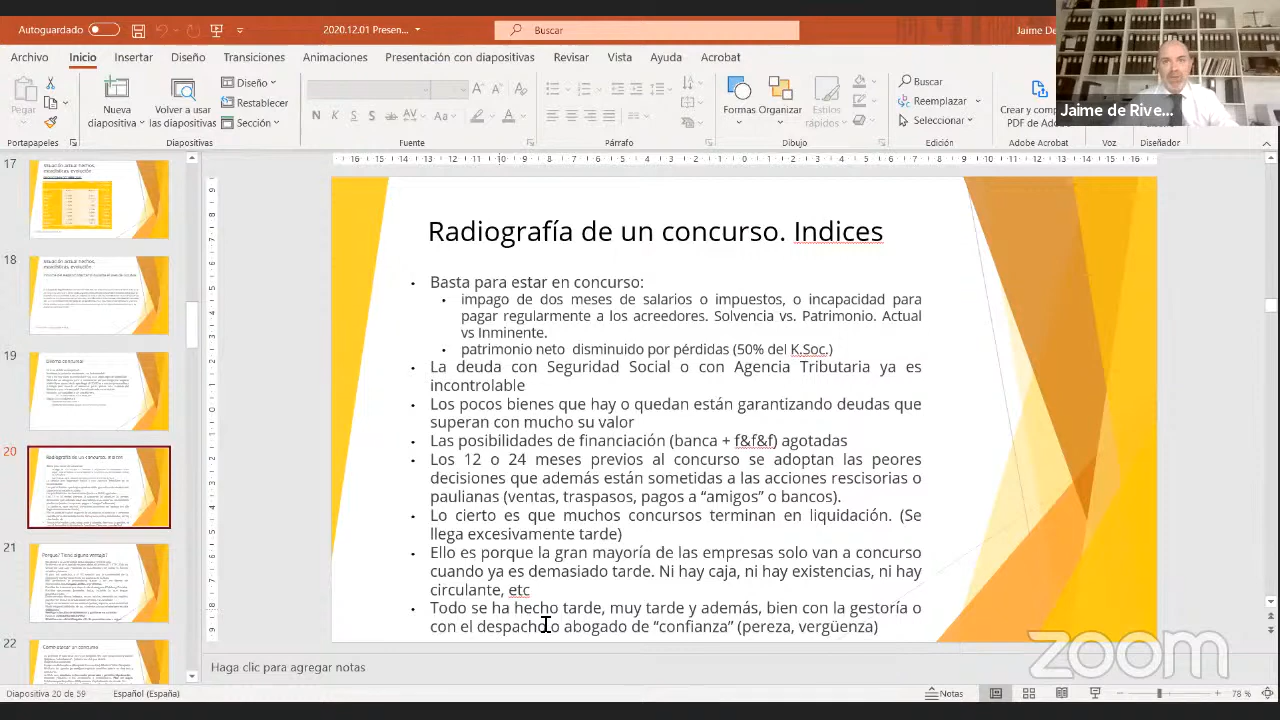 Autoguardado
2020.12.01 Presen...
Buscar
Jaime De
Archivo Inicio Insertar Diseño Transiciones Animaciones Presentación con diapositivas Revisar Vista Ayuda Acrobat
Pegar
Nueva diapositiva
Volver a usar las diapositivas
Diseño
Restablecer
Sección
Formas
Organizar
Estilos rápidos
Buscar
Reemplazar
Seleccionar
Crear y comp
PDF de Adobe
Portapapeles Diapositivas Fuente Párrafo Dibujo Edición Adobe Acrobat Voz Diseñador
Jaime de Rive...
17
18
19
20
21
22
Radiografía de un concurso. Indices
Basta para estar en concurso:
impago de dos meses de salarios o impuestos, o incapacidad para
pagar regularmente a los acreedores. Solvencia vs. Patrimonio. Actual
vs Inminente.
patrimonio neto disminuido por pérdidas (50% del K.Soc.)
La deuda con Seguridad Social o con Agencia Tributaria ya es
incontrolable
Los pocos bienes que hay o quedan están garantizando deudas que
superan con mucho su valor
Las posibilidades de financiación (banca + f&f&f) agotadas
Los 12 o 24 meses previos al concurso se adoptan las peores
decisiones que además están sometidas a acciones rescisorias o
paulianas (ventas, traspasos, pagos a "amigos" o afines).
Lo cierto es que muchos concursos terminan en liquidación. (Se
llega excesivamente tarde)
Ello es porque la gran mayoría de las empresas solo van a concurso
cuando ya es demasiado tarde. Ni hay caja, ni hay existencias, ni hay
circulante, etc
Todo se ha hecho tarde, muy tarde y además bien con la gestoría o
con el despacho o abogado de "confianza" (pereza, vergüenza)
zoom
Haga clic para agregar notas
Diapositiva 20 de 59
Español (España)
Notas
78 %